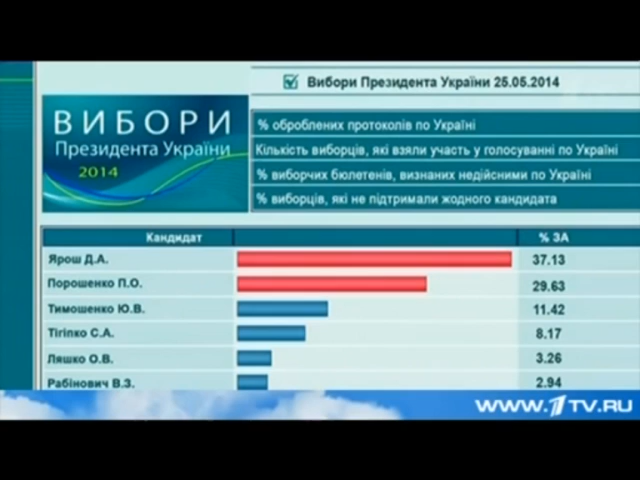 Вибори Президента України 25.05.2014
ВИБОРИ
Президента України
2014
% оброблених протоколів по Україні
Кількість виборців, які взяли участь у голосуванні по Україні
% виборчих бюлетенів, визнаних недійсними по Україні
% виборців, які не підтримали жодного кандидата
Кандидат % ЗА
Ярош Д.А. 37.13
Порошенко П.О. 29.63
Тимошенко Ю.В. 11.42
Тігіпко С.А. 8.17
Ляшко О.В. 3.26
Рабінович В.З. 2.94
WWW.1TV.RU